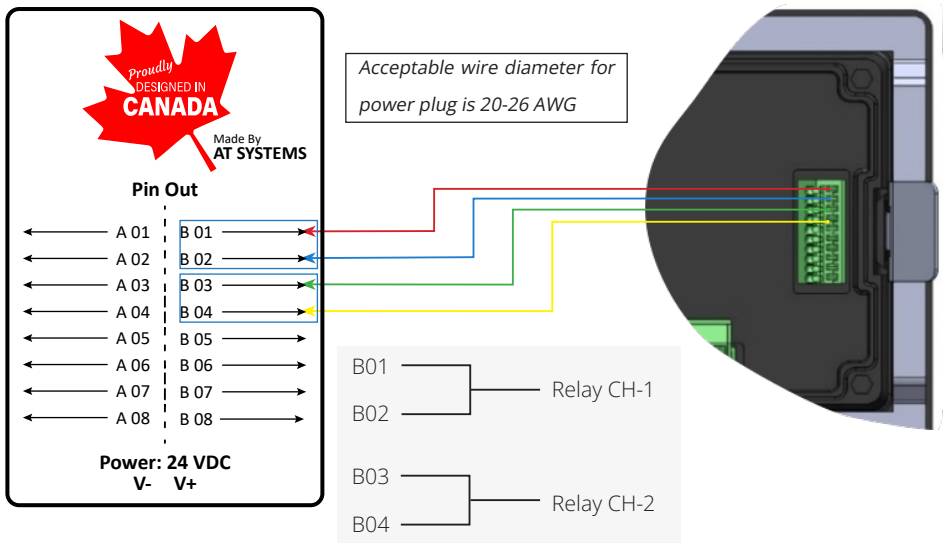 Proudly
DESIGNED IN
CANADA
Made By
AT SYSTEMS
Acceptable wire diameter for
power plug is 20-26 AWG
Pin Out
A 01 B 01
A 02 B 02
A 03 B 03
A 04 B 04
A 05 B 05
A 06 B 06
A 07 B 07
A 08 B 08
Power: 24 VDC
V- V+
B01
Relay CH-1
B02
B03
Relay CH-2
B04